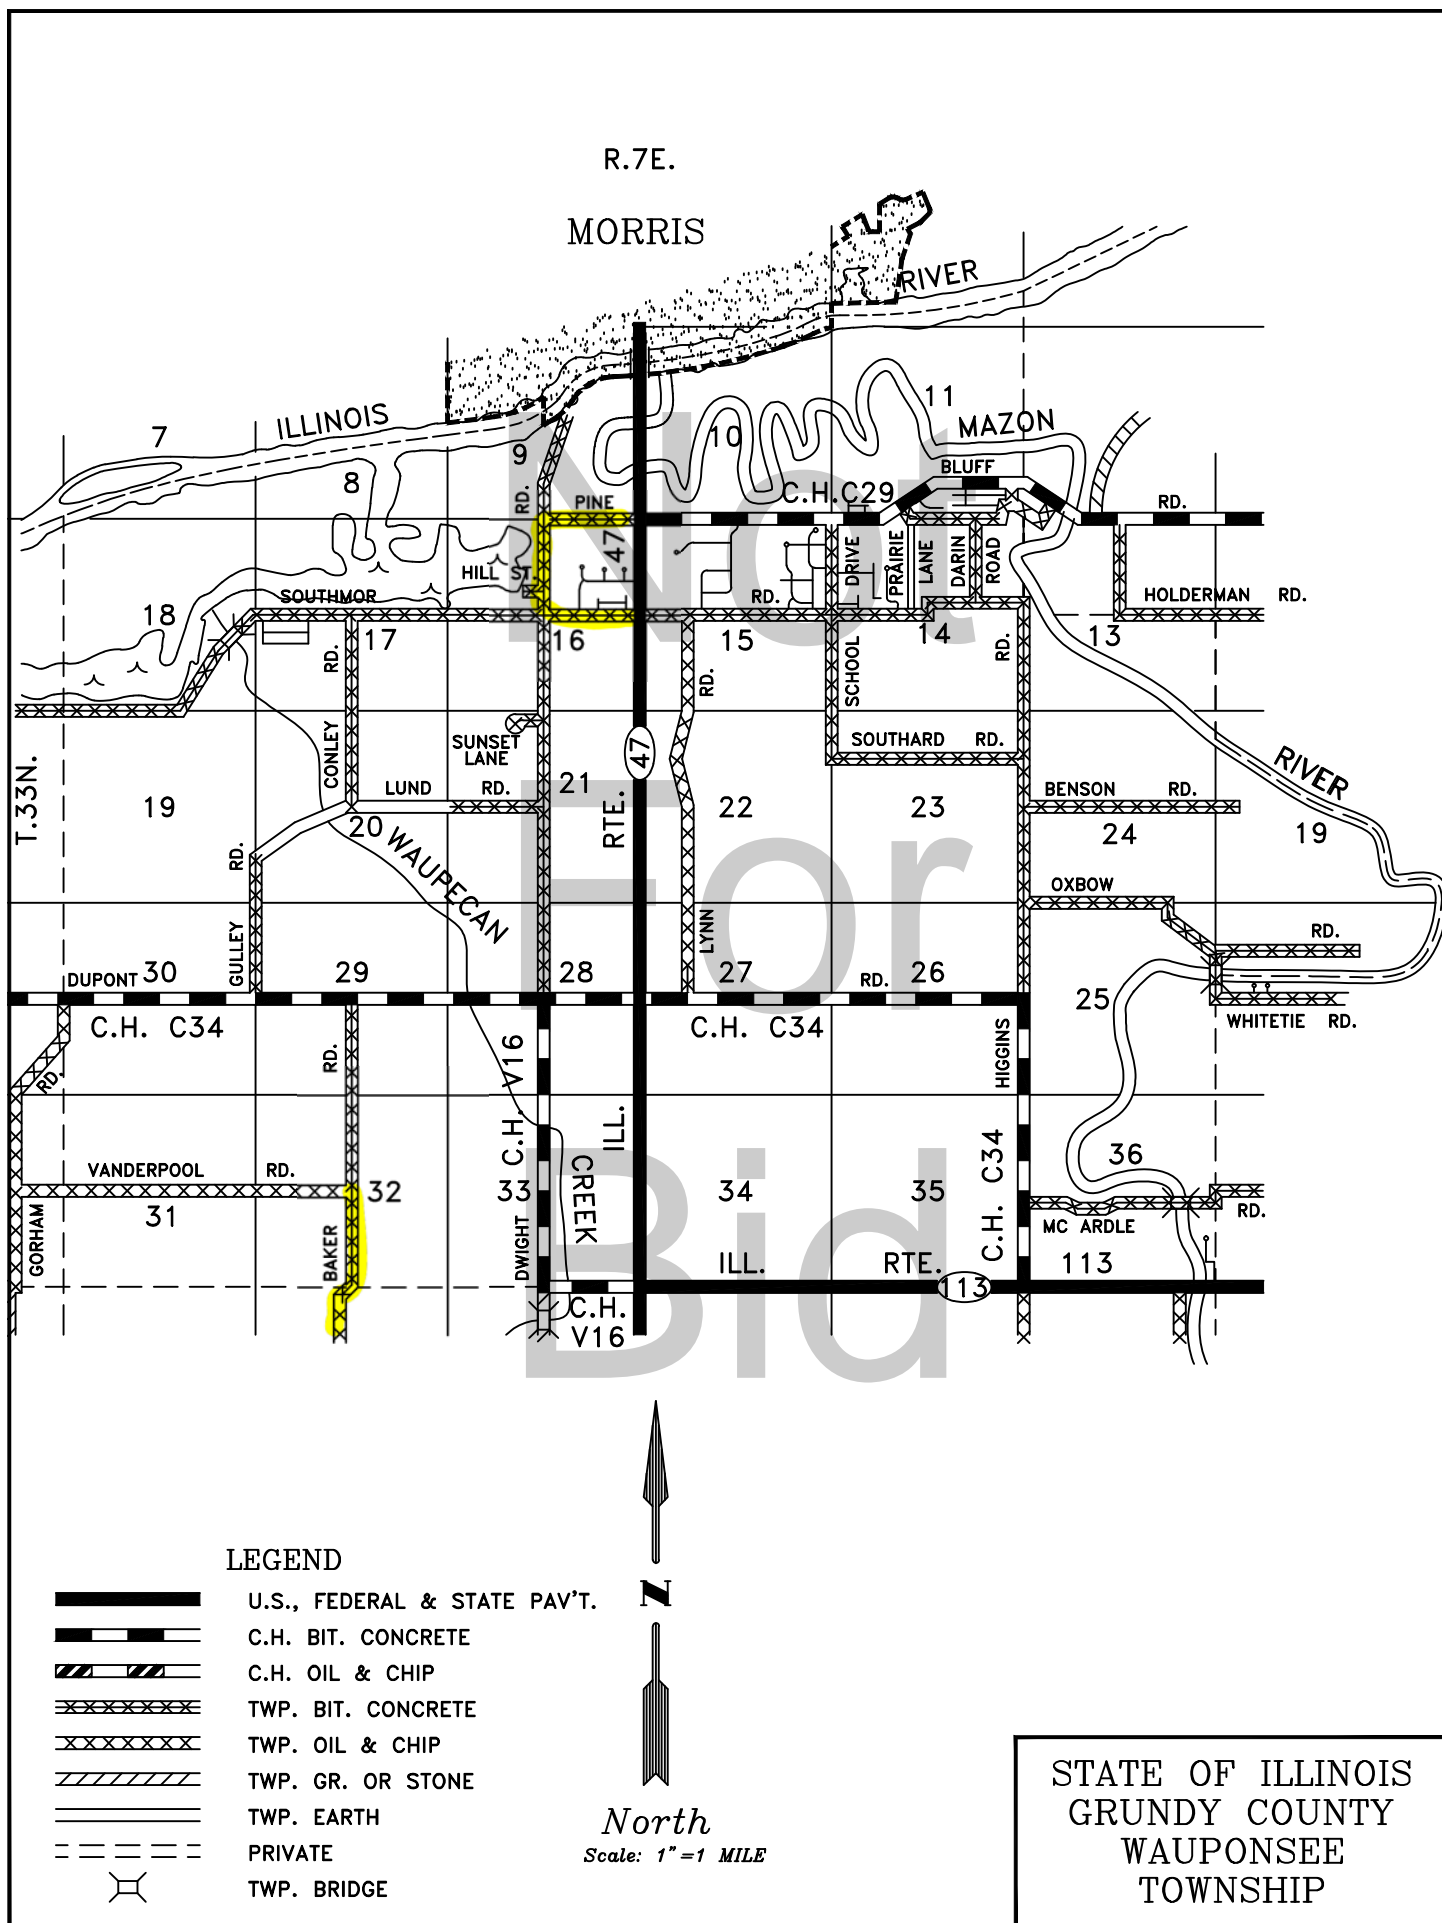 R.7E.
MORRIS
RIVER
ILLINOIS
7
8
9
10
11
MAZON
BLUFF
C.H.C29
RD.
PINE
RD.
47
HILL ST.
SOUTHMOR
RD.
DRIVE
PRAIRIE
LANE
DARIN
ROAD
HOLDERMAN RD.
18
17
16
15
14
13
RD.
RD.
SCHOOL
RD.
T.33N.
CONLEY
SUNSET
LANE
47
SOUTHARD RD.
RIVER
LUND RD.
21
RTE.
22
23
BENSON RD.
24
19
19
20
WAUPECAN
RD.
GULLEY
LYNN
OXBOW
RD.
DUPONT
30
29
28
27
RD.
26
25
WHITETIE RD.
C.H. C34
C.H. C34
RD.
RD.
V16
C.H.
HIGGINS
C.H. C34
ILL.
CREEK
VANDERPOOL RD.
31
32
33
34
35
36
GORHAM
BAKER
DWIGHT
MC ARDLE
RD.
ILL. RTE. 113
113
C.H.
V16
Not
For
Bid
LEGEND
U.S., FEDERAL & STATE PAV'T.
C.H. BIT. CONCRETE
C.H. OIL & CHIP
TWP. BIT. CONCRETE
TWP. OIL & CHIP
TWP. GR. OR STONE
TWP. EARTH
PRIVATE
TWP. BRIDGE
N
North
Scale: 1"=1 MILE
STATE OF ILLINOIS
GRUNDY COUNTY
WAUPONSEE
TOWNSHIP